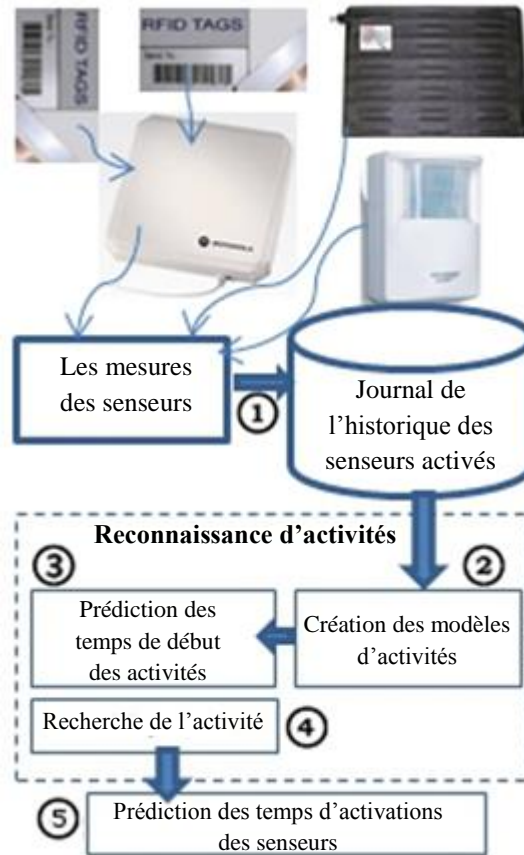 RFID TAGS
RFID TAGS
MOTOROLA
Les mesures
des senseurs
1
Journal de
l'historique des
senseurs activés
Reconnaissance d'activités
3
2
Prédiction des
temps de début
des activités
Création des modèles
d'activités
Recherche de l'activité
4
5
Prédiction des temps d'activations
des senseurs